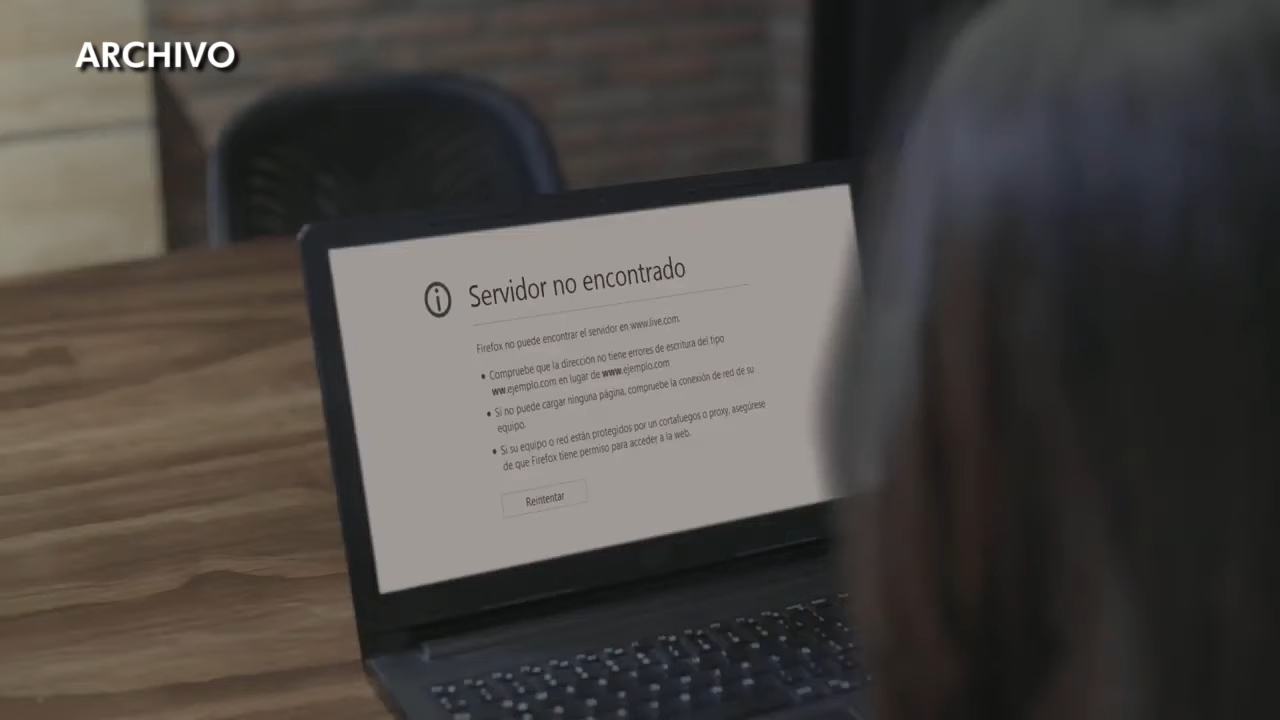 ARCHIVO
Servidor no encontrado
Firefox no puede encontrar el servidor en www.live.com.
• Compruebe que la dirección no tiene errores de escritura del tipo
ww.ejemplo.com en lugar de www.ejemplo.com
• Si no puede cargar ninguna página, compruebe la conexión de red de su
equipo.
• Si su equipo o red están protegidos por un cortafuegos o proxy, asegúrese
de que Firefox tiene permiso para acceder a la web.
Reintentar